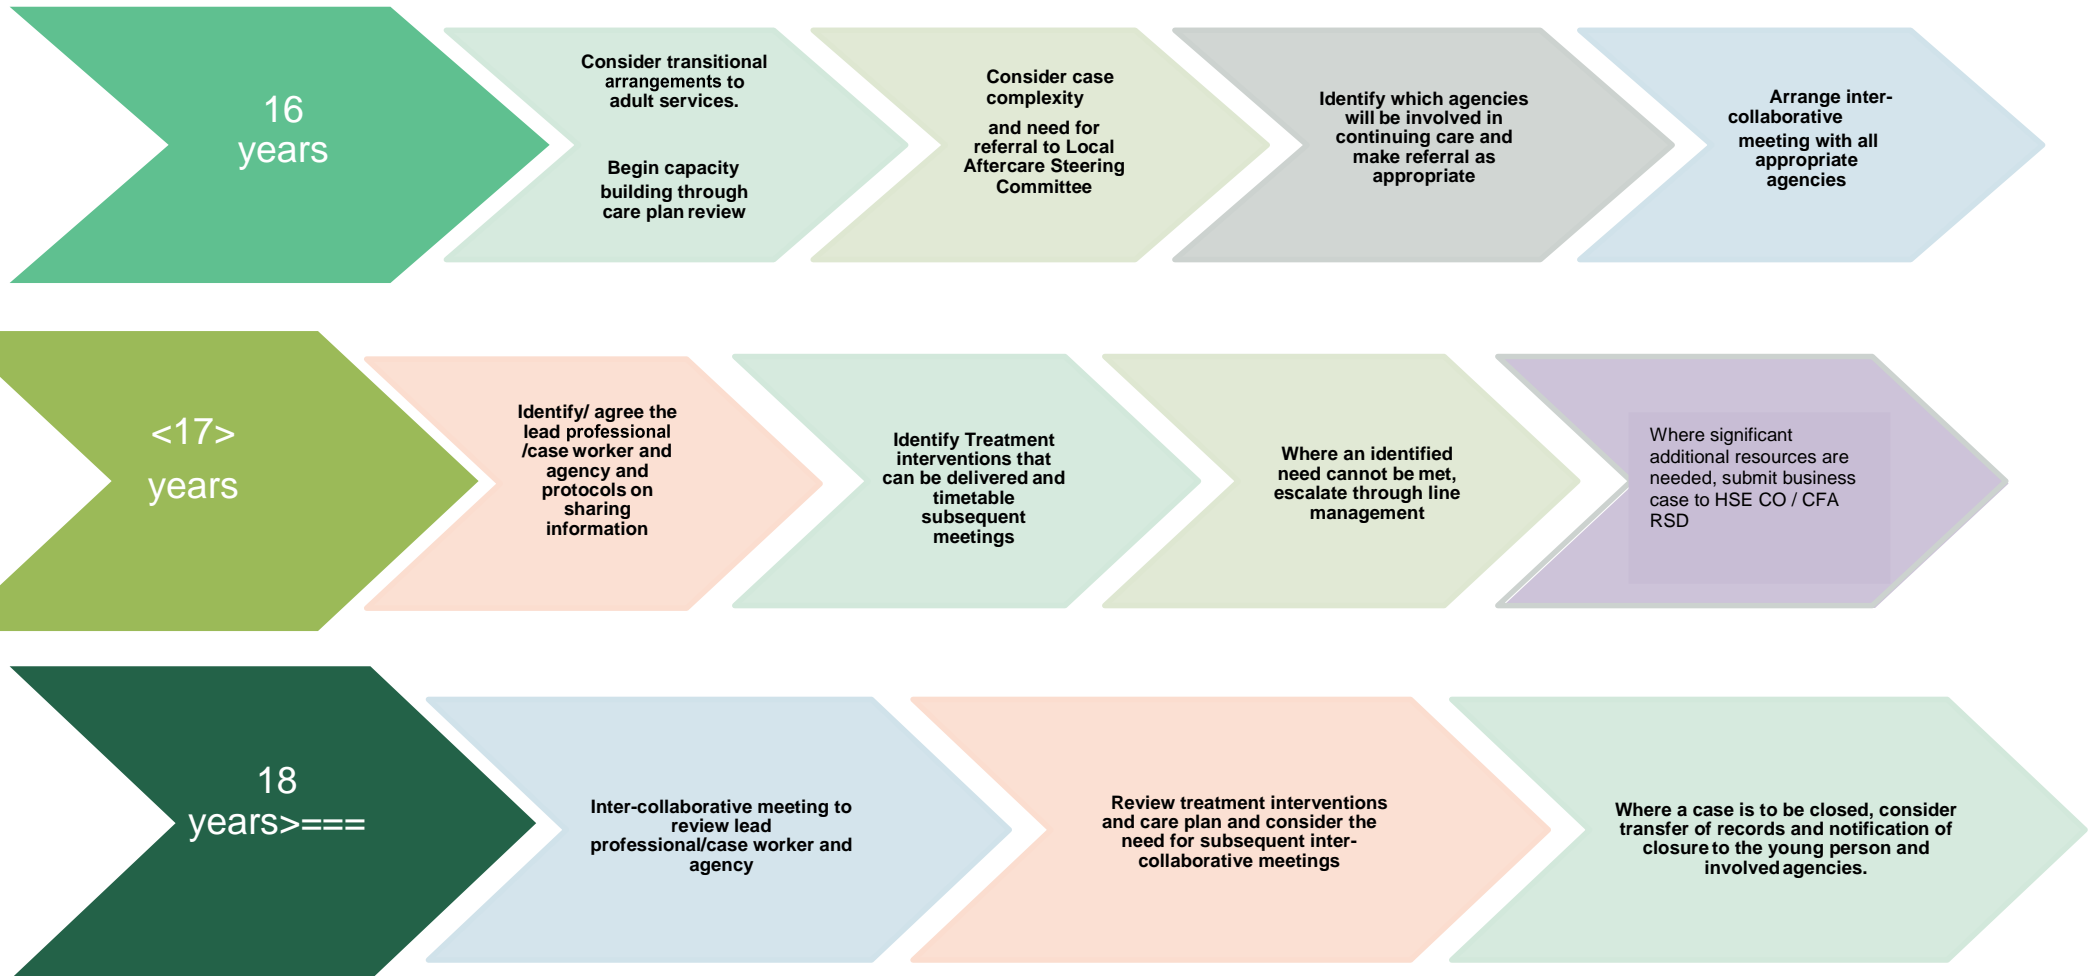 16
years
Consider transitional
arrangements to
adult services.
Begin capacity
building through
care plan review
Consider case
complexity
and need for
referral to Local
Aftercare Steering
Committee
Identify which agencies
will be involved in
continuing care and
make referral as
appropriate
Arrange inter-
collaborative
meeting with all
appropriate
agencies
<17>
years
Identify/ agree the
lead professional
/case worker and
agency and
protocols on
sharing
information
Identify Treatment
interventions that
can be delivered and
timetable
subsequent
meetings
Where an identified
need cannot be met,
escalate through line
management
Where significant
additional resources are
needed, submit business
case to HSE CO / CFA
RSD
18
years>===
Inter-collaborative meeting to
review lead
professional/case worker and
agency
Review treatment interventions
and care plan and consider the
need for subsequent inter-
collaborative meetings
Where a case is to be closed, consider
transfer of records and notification of
closure to the young person and
involved agencies.